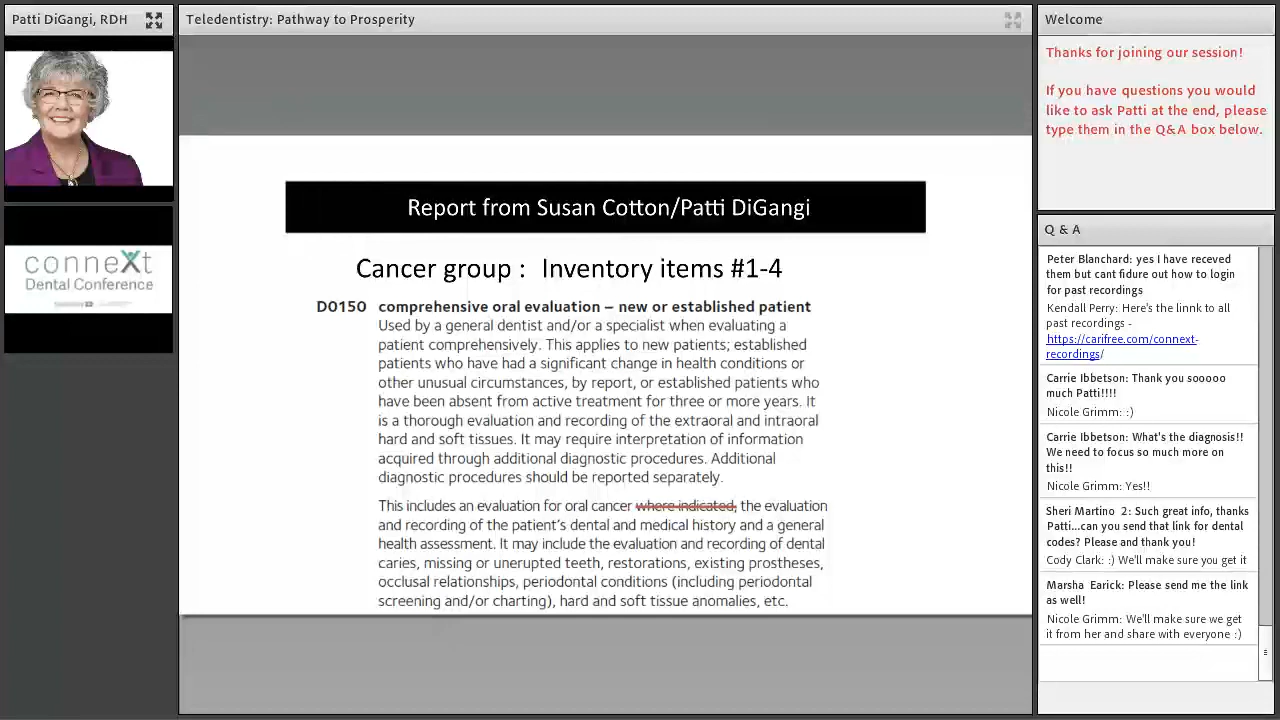 Patti DiGangi, RDH
Teledentistry: Pathway to Prosperity
Welcome
Thanks for joining our session!
If you have questions you would
like to ask Patti at the end, please
type them in the Q&A box below.
conneXt
Dental Conference
Report from Susan Cotton/Patti DiGangi
Cancer group : Inventory items #1-4
D0150 comprehensive oral evaluation – new or established patient
Used by a general dentist and/or a specialist when evaluating a
patient comprehensively. This applies to new patients; established
patients who have had a significant change in health conditions or
other unusual circumstances, by report, or established patients who
have been absent from active treatment for three or more years. It
is a thorough evaluation and recording of the extraoral and intraoral
hard and soft tissues. It may require interpretation of information
acquired through additional diagnostic procedures. Additional
diagnostic procedures should be reported separately.
This includes an evaluation for oral cancer where indicated, the evaluation
and recording of the patient's dental and medical history and a general
health assessment. It may include the evaluation and recording of dental
caries, missing or unerupted teeth, restorations, existing prostheses,
occlusal relationships, periodontal conditions (including periodontal
screening and/or charting), hard and soft tissue anomalies, etc.
Q & A
Peter Blanchard: yes I have receved
them but cant fidure out how to login
for past recordings
Kendall Perry: Here's the linnk to all
past recordings -
https://carifree.com/connext-
recordings/
Carrie Ibbetson: Thank you sooooo
much Patti!!!!
Nicole Grimm: :)
Carrie Ibbetson: What's the diagnosis!!
We need to focus so much more on
this!!
Nicole Grimm: Yes!!
Sheri Martino 2: Such great info, thanks
Patti...can you send that link for dental
codes? Please and thank you!
Cody Clark: :) We'll make sure you get it
Marsha Earick: Please send me the link
as well!
Nicole Grimm: We'll make sure we get
it from her and share with everyone :)